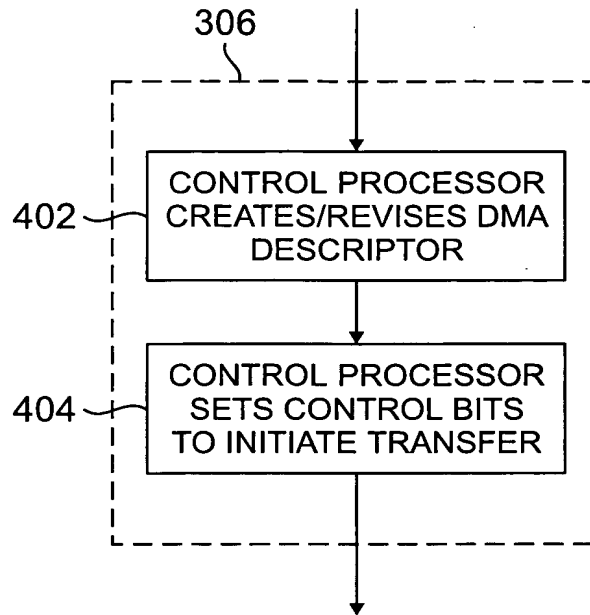 306
402
CONTROL PROCESSOR
CREATES/REVISES DMA
DESCRIPTOR
404
CONTROL PROCESSOR
SETS CONTROL BITS
TO INITIATE TRANSFER